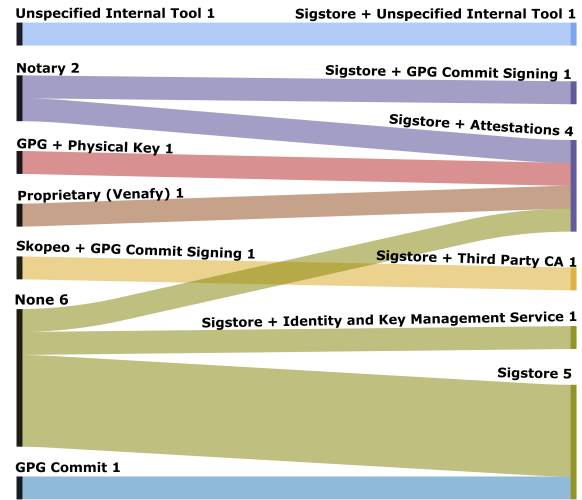 Unspecified Internal Tool 1
Sigstore + Unspecified Internal Tool 1
Notary 2
Sigstore + GPG Commit Signing 1
Sigstore + Attestations 4
GPG + Physical Key 1
Proprietary (Venafy) 1
Skopeo + GPG Commit Signing 1
Sigstore + Third Party CA 1
None 6
Sigstore + Identity and Key Management Service 1
Sigstore 5
GPG Commit 1